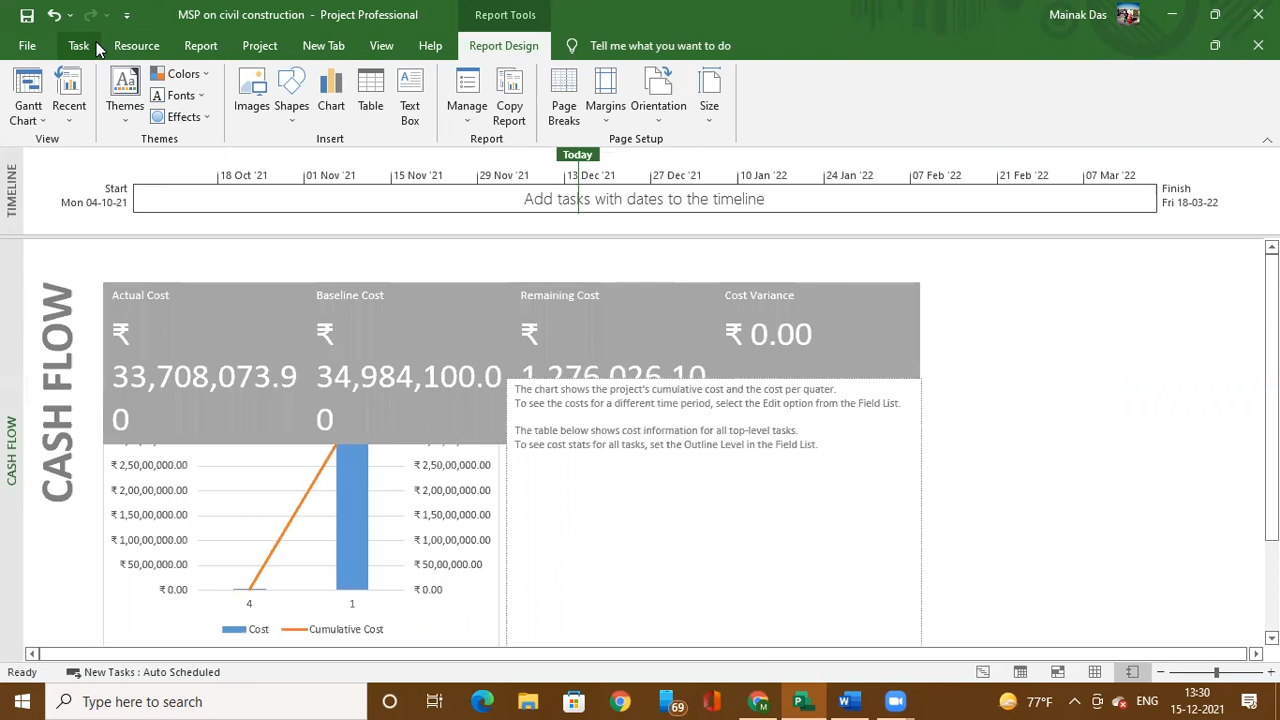 MSP on civil construction - Project Professional
Report Tools
Mainak Das
File Task Resource Report Project New Tab View Help Report Design Tell me what you want to do
Gantt Chart
Recent
View
Themes
Colors
Fonts
Effects
Themes
Images
Shapes
Chart
Table
Text Box
Insert
Manage
Copy Report
Report
Page Breaks
Margins
Orientation
Size
Page Setup
TIMELINE
Today
18 Oct '21 01 Nov '21 15 Nov '21 29 Nov '21 13 Dec '21 27 Dec '21 10 Jan '22 24 Jan '22 07 Feb '22 21 Feb '22 07 Mar '22
Start
Mon 04-10-21
Add tasks with dates to the timeline
Finish
Fri 18-03-22
CASH FLOW
CASH FLOW
Actual Cost Baseline Cost Remaining Cost Cost Variance
₹ ₹ ₹ ₹ 0.00
33,708,073.9 34,984,100.0 1,276,026.10
0 0
The chart shows the project's cumulative cost and the cost per quater.
To see the costs for a different time period, select the Edit option from the Field List.
The table below shows cost information for all top-level tasks.
To see cost stats for all tasks, set the Outline Level in the Field List.
₹ 2,50,00,000.00 ₹ 2,50,00,000.00
₹ 2,00,00,000.00 ₹ 2,00,00,000.00
₹ 1,50,00,000.00 ₹ 1,50,00,000.00
₹ 1,00,00,000.00 ₹ 1,00,00,000.00
₹ 50,00,000.00 ₹ 50,00,000.00
₹ 0.00 ₹ 0.00
4 1
Cost Cumulative Cost
Ready New Tasks : Auto Scheduled
Type here to search
69
77°F
ENG
13:30
15-12-2021